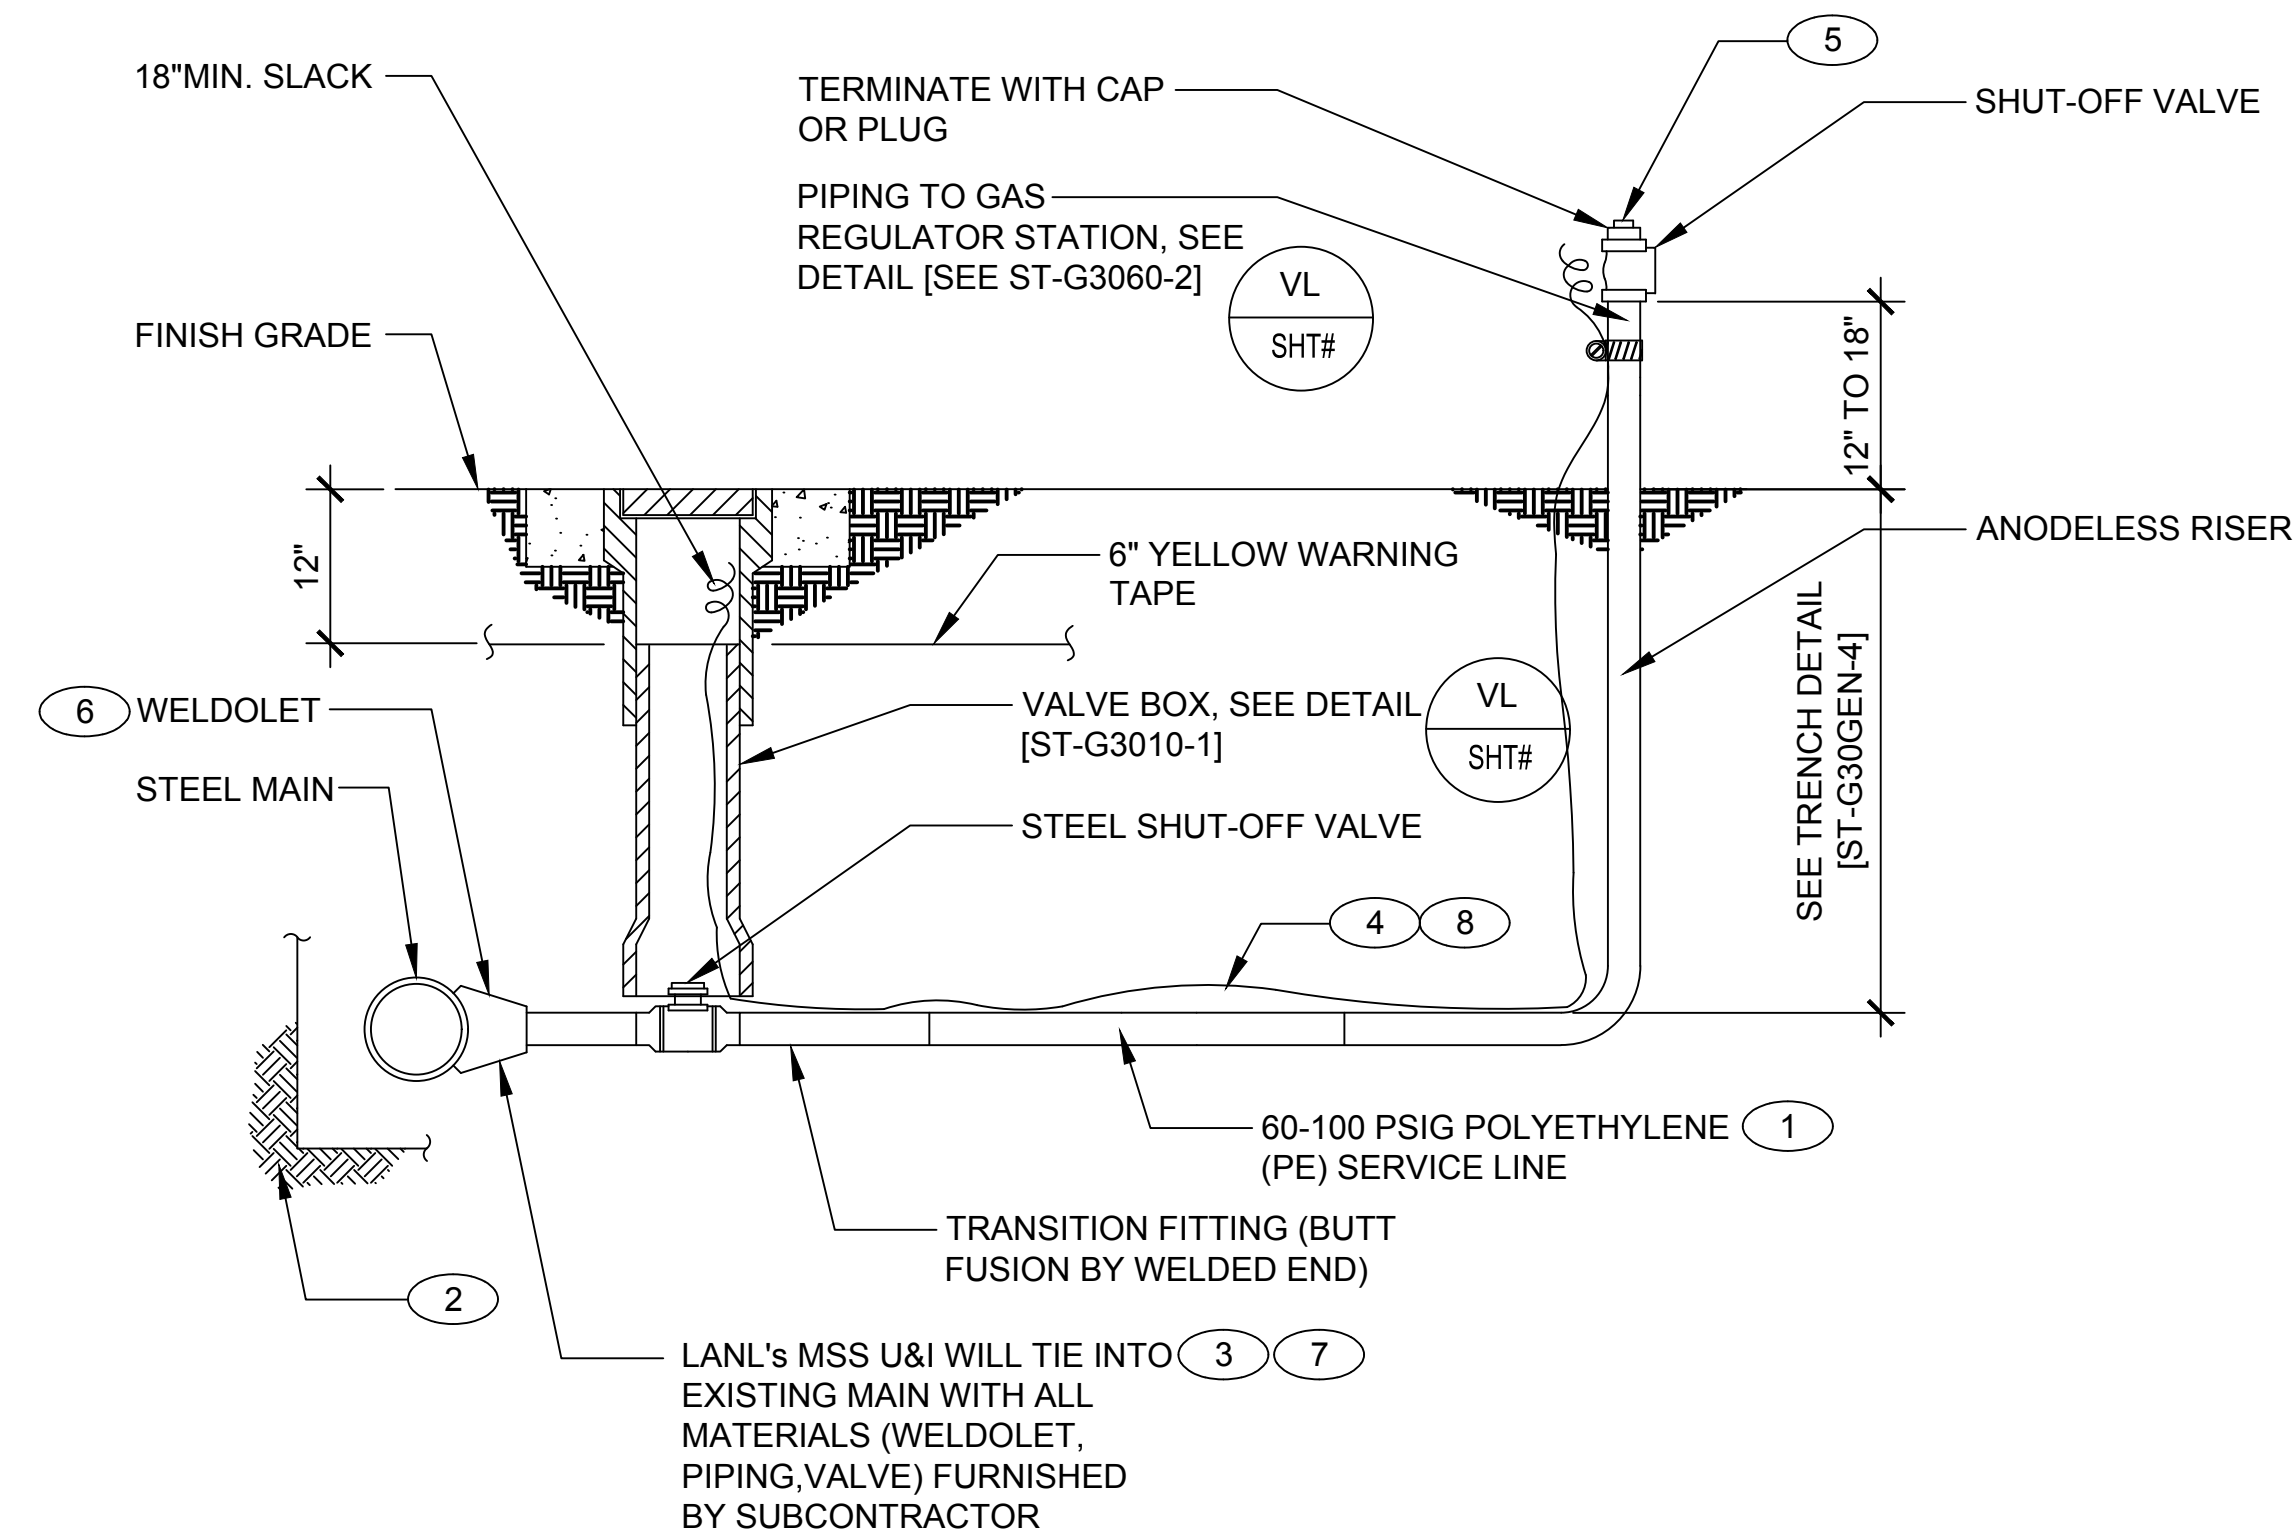 5
18"MIN. SLACK
TERMINATE WITH CAP
OR PLUG
SHUT-OFF VALVE
PIPING TO GAS
REGULATOR STATION, SEE
DETAIL [SEE ST-G3060-2]
VL
SHT#
FINISH GRADE
12" TO 18"
12"
6" YELLOW WARNING
TAPE
ANODELESS RISER
SEE TRENCH DETAIL
[ST-G30GEN-4]
6 WELDOLET
VALVE BOX, SEE DETAIL
[ST-G3010-1]
VL
SHT#
STEEL MAIN
STEEL SHUT-OFF VALVE
4 8
60-100 PSIG POLYETHYLENE 1
(PE) SERVICE LINE
TRANSITION FITTING (BUTT
FUSION BY WELDED END)
2
LANL's MSS U&I WILL TIE INTO 3 7
EXISTING MAIN WITH ALL
MATERIALS (WELDOLET,
PIPING,VALVE) FURNISHED
BY SUBCONTRACTOR